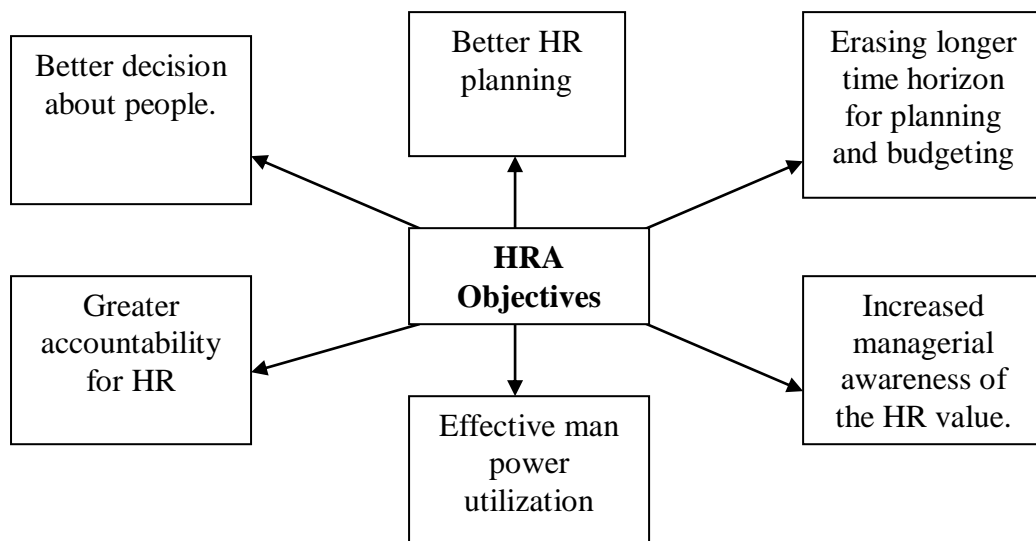 Better decision
about people.
Better HR
planning
Erasing longer
time horizon
for planning
and budgeting
HRA
Objectives
Greater
accountability
for HR
Effective man
power
utilization
Increased
managerial
awareness of
the HR value.